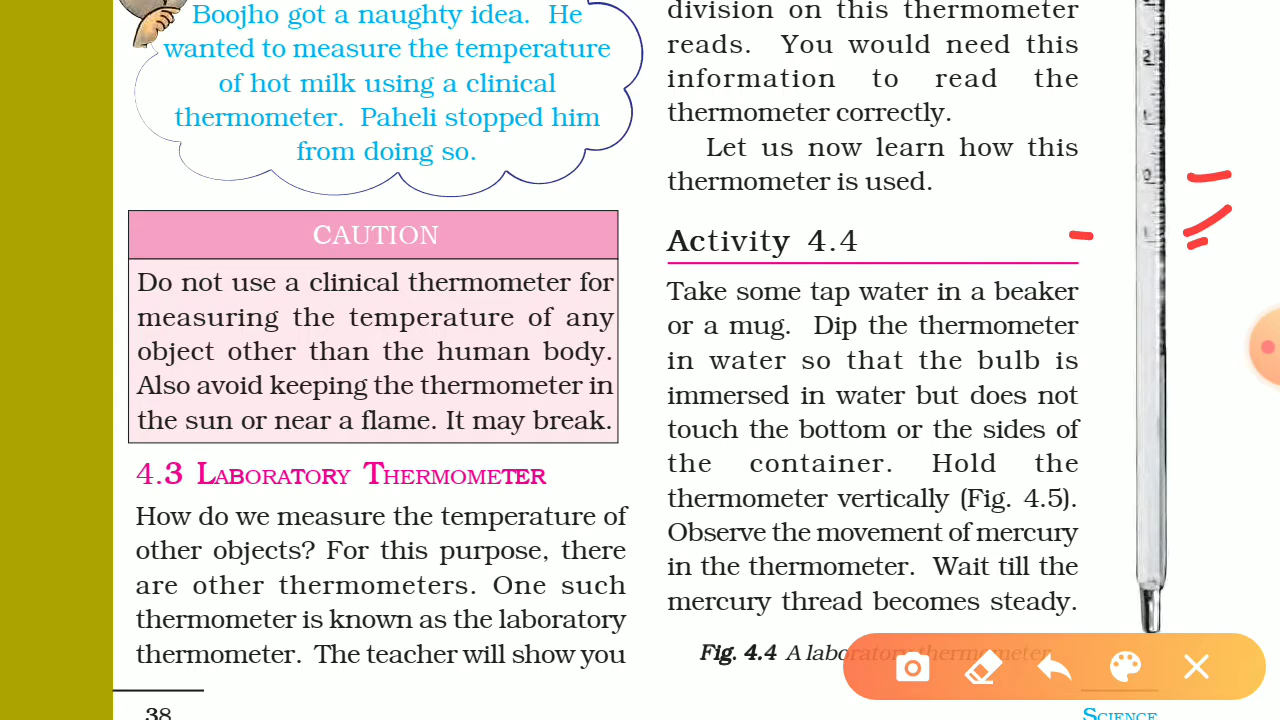 Boojho got a naughty idea. He
wanted to measure the temperature
of hot milk using a clinical
thermometer. Paheli stopped him
from doing so.
CAUTION
Do not use a clinical thermometer for
measuring the temperature of any
object other than the human body.
Also avoid keeping the thermometer in
the sun or near a flame. It may break.
4.3 LABORATORY THERMOMETER
How do we measure the temperature of
other objects? For this purpose, there
are other thermometers. One such
thermometer is known as the laboratory
thermometer. The teacher will show you
38
division on this thermometer
reads. You would need this
information to read the
thermometer correctly.
Let us now learn how this
thermometer is used.
Activity 4.4
Take some tap water in a beaker
or a mug. Dip the thermometer
in water so that the bulb is
immersed in water but does not
touch the bottom or the sides of
the container. Hold the
thermometer vertically (Fig. 4.5).
Observe the movement of mercury
in the thermometer. Wait till the
mercury thread becomes steady.
Fig. 4.4 A laboratory thermometer
2
1
0
SCIENCE